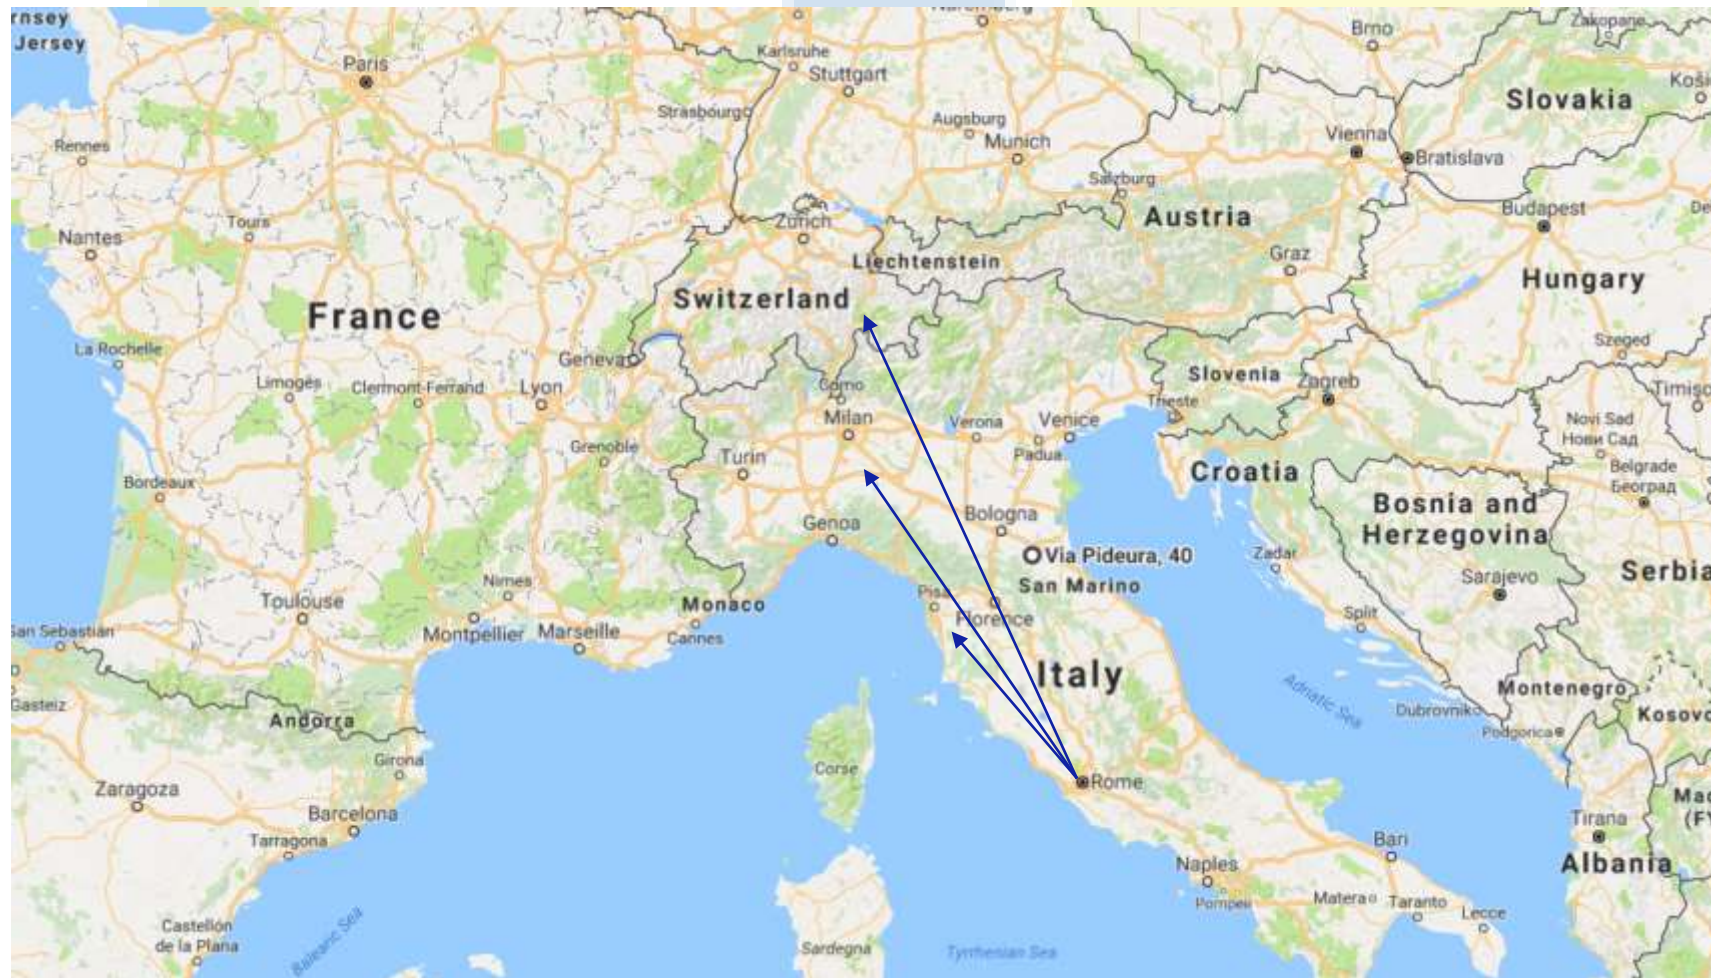 Jersey
Paris
Rennes
Nantes
Tours
France
La Rochelle
Limoges
Clermont-Ferrand
Lyon
Grenoble
Bordeaux
Toulouse
Nimes
Montpellier
Marseille
Cannes
Monaco
San Sebastian
Gasteiz
Andorra
Girona
Zaragoza
Barcelona
Tarragona
Castellón
de la Plana
Balearic Sea
Strasbourg
Karlsruhe
Stuttgart
Augsburg
Munich
Salzburg
Zürich
Liechtenstein
Switzerland
Geneva
Como
Milan
Turin
Verona
Venice
Padua
Genoa
Bologna
Via Pideura, 40
San Marino
Pisa
Florence
Italy
Corse
Rome
Sardegna
Tyrrhenian Sea
Naples
Pompeii
Bari
Matera
Taranto
Lecce
Adriatic Sea
Brno
Zakopane
Slovakia
Vienna
Bratislava
Austria
Graz
Budapest
Hungary
Szeged
Slovenia
Zagreb
Trieste
Croatia
Novi Sad
Нови Сад
Belgrade
Београд
Bosnia and
Herzegovina
Zadar
Sarajevo
Serbia
Split
Montenegro
Dubrovnik
Podgorica
Kosovo
Tirana
Albania